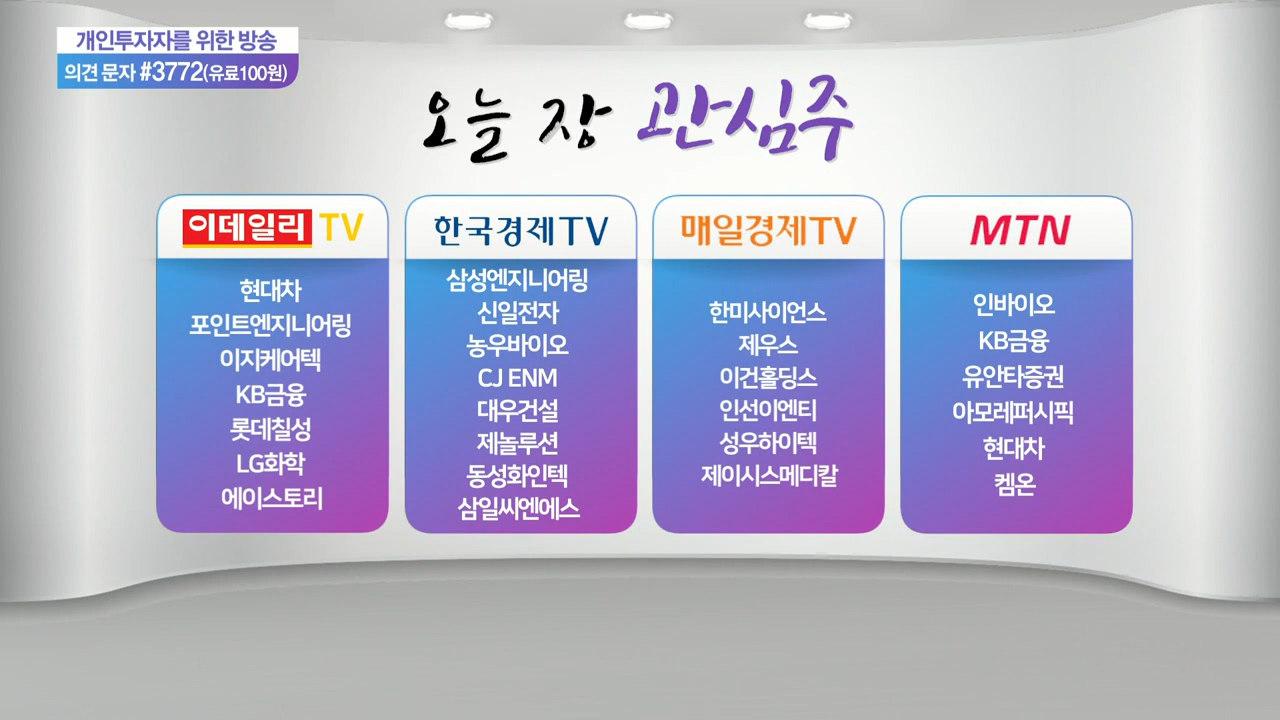 개인투자자를 위한 방송
의견 문자 #3772(유료100원)
오늘 장 관심주
이데일리 TV
현대차
포인트엔지니어링
이지케어텍
KB금융
롯데칠성
LG화학
에이스토리
한국경제TV
삼성엔지니어링
신일전자
농우바이오
CJ ENM
대우건설
제놀루션
동성화인텍
삼일씨엔에스
매일경제TV
한미사이언스
제우스
이건홀딩스
인선이엔티
성우하이텍
제이시스메디칼
MTN
인바이오
KB금융
유안타증권
아모레퍼시픽
현대차
켐온